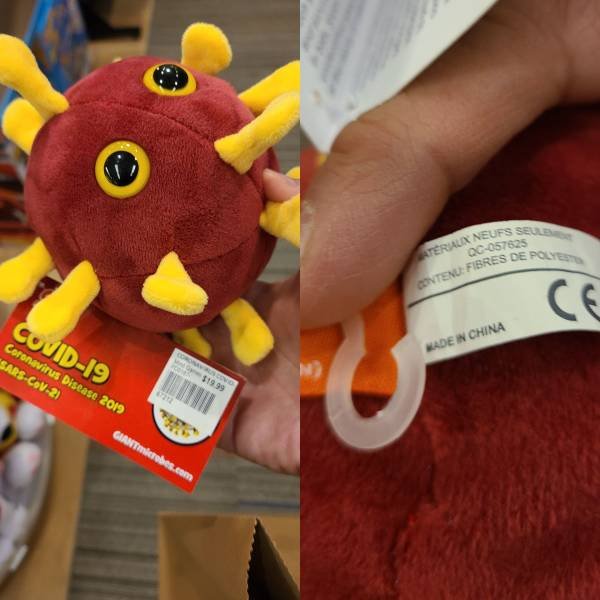 COVID-19
Coronavirus Disease 2019
(SARS-CoV-2)
GIANTmicrobes.com
$19.99
67212
MATÉRIAUX NEUFS SEULEMENT
QC-057625
CONTENU: FIBRES DE POLYESTER
CE
MADE IN CHINA